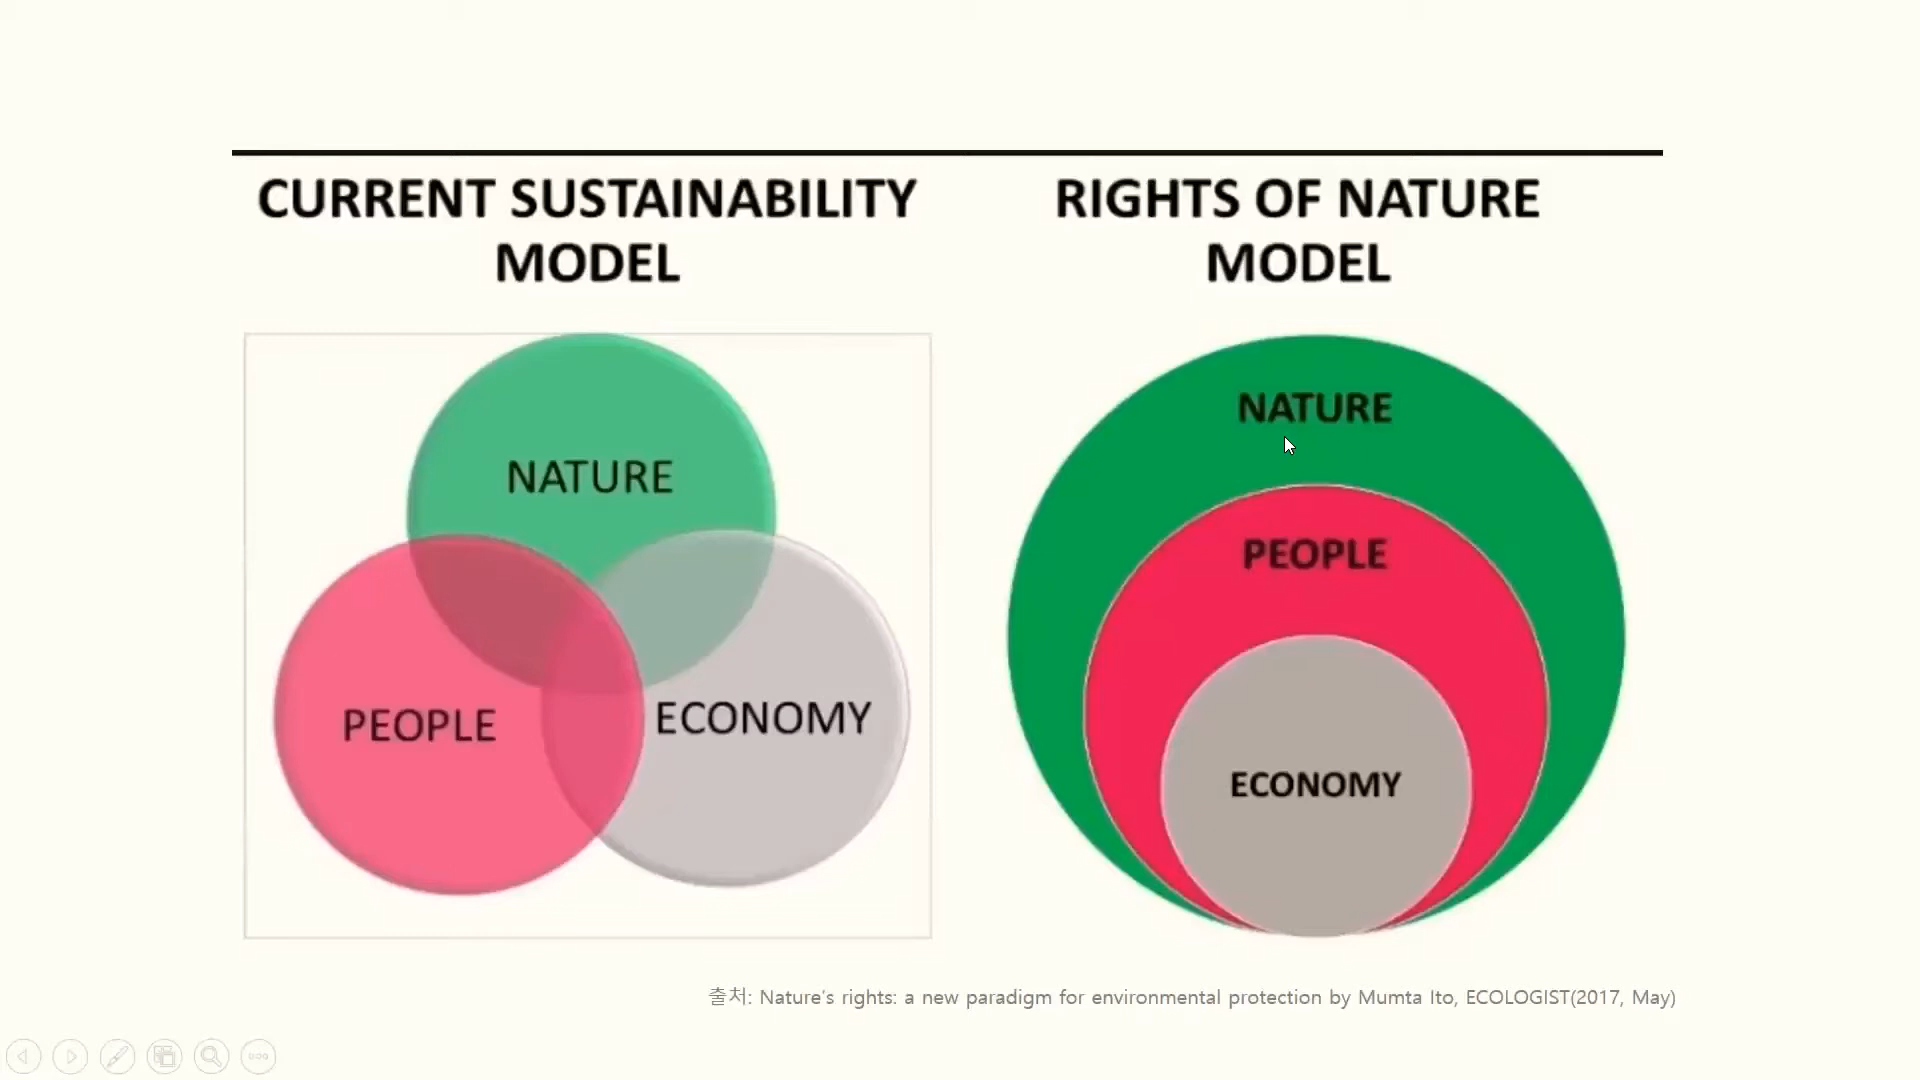 CURRENT SUSTAINABILITY
MODEL
RIGHTS OF NATURE
MODEL
NATURE
PEOPLE
ECONOMY
NATURE
PEOPLE
ECONOMY
출처: Nature's rights: a new paradigm for environmental protection by Mumta Ito, ECOLOGIST(2017, May)